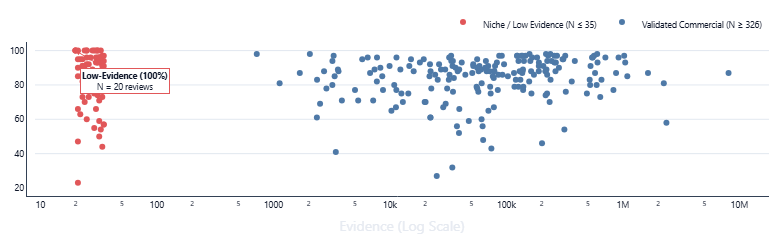 Niche / Low Evidence (N ≤ 35) Validated Commercial (N ≥ 326)
100
80
60
40
20
Low-Evidence (100%)
N = 20 reviews
10 2 5 100 2 5 1000 2 5 10k 2 5 100k 2 5 1M 2 5 10M
Evidence (Log Scale)